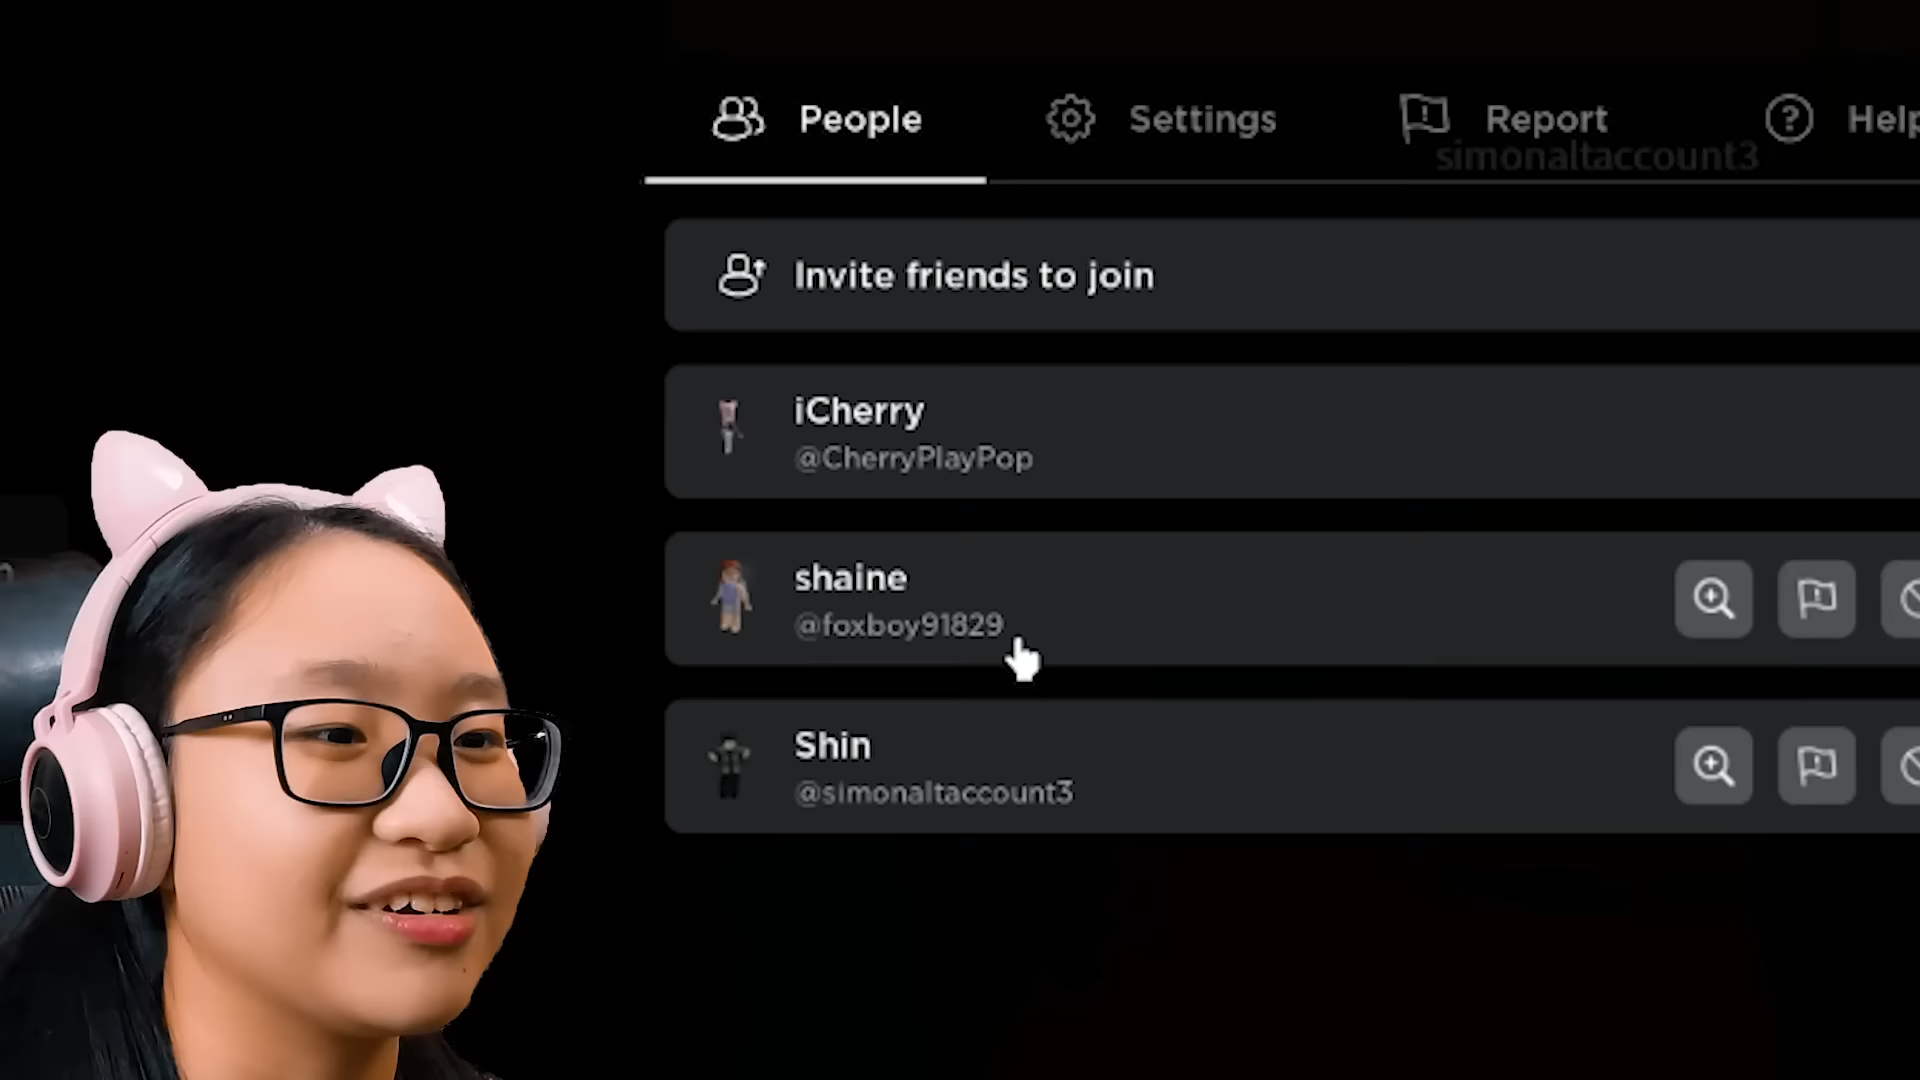 People
Settings
Report
Help
simonaltaccount3
Invite friends to join
iCherry
@CherryPlayPop
shaine
@foxboy91829
Shin
@simonaltaccount3